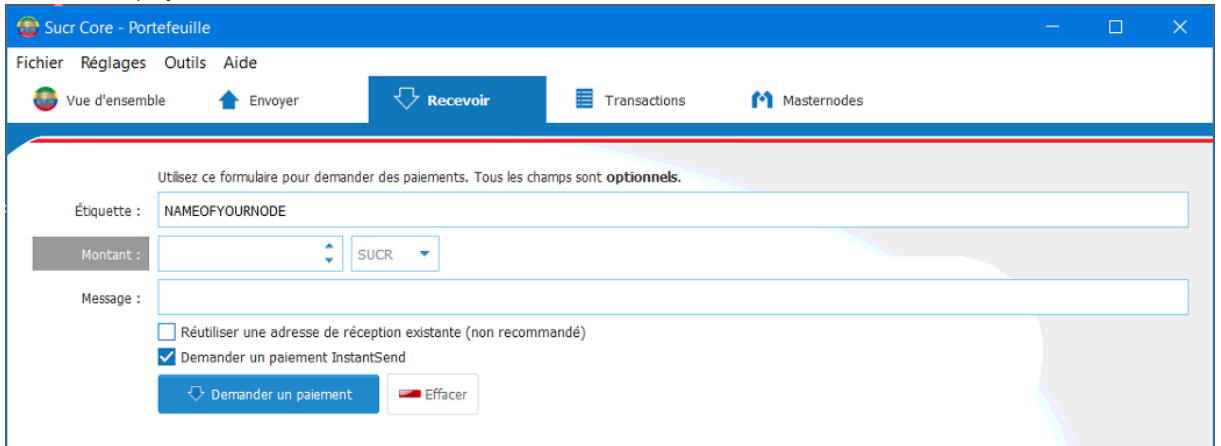 Sucr Core - Portefeuille
Fichier Réglages Outils Aide
Vue d'ensemble Envoyer Recevoir Transactions Masternodes
Utilisez ce formulaire pour demander des paiements. Tous les champs sont optionnels.
Étiquette : NAMEOFYOURNODE
Montant : SUCR
Message :
Réutiliser une adresse de réception existante (non recommandé)
Demander un paiement InstantSend
Demander un paiement Effacer